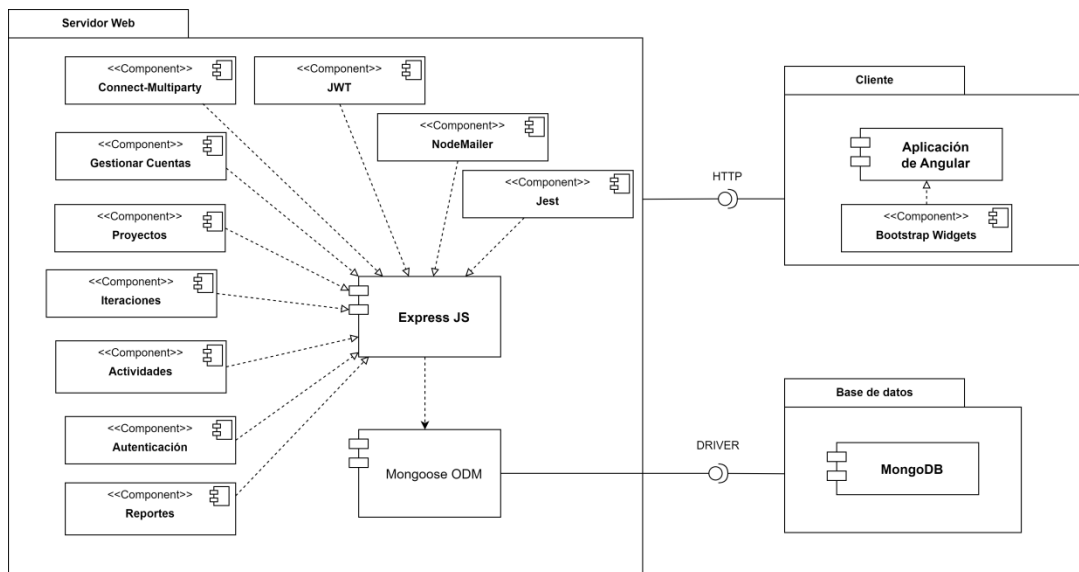 Servidor Web
<<Component>>
Connect-Multiparty
<<Component>>
JWT
<<Component>>
NodeMailer
<<Component>>
Gestionar Cuentas
<<Component>>
Jest
<<Component>>
Proyectos
<<Component>>
Iteraciones
Express JS
<<Component>>
Actividades
<<Component>>
Autenticación
Mongoose ODM
<<Component>>
Reportes
HTTP
Cliente
Aplicación
de Angular
<<Component>>
Bootstrap Widgets
DRIVER
Base de datos
MongoDB